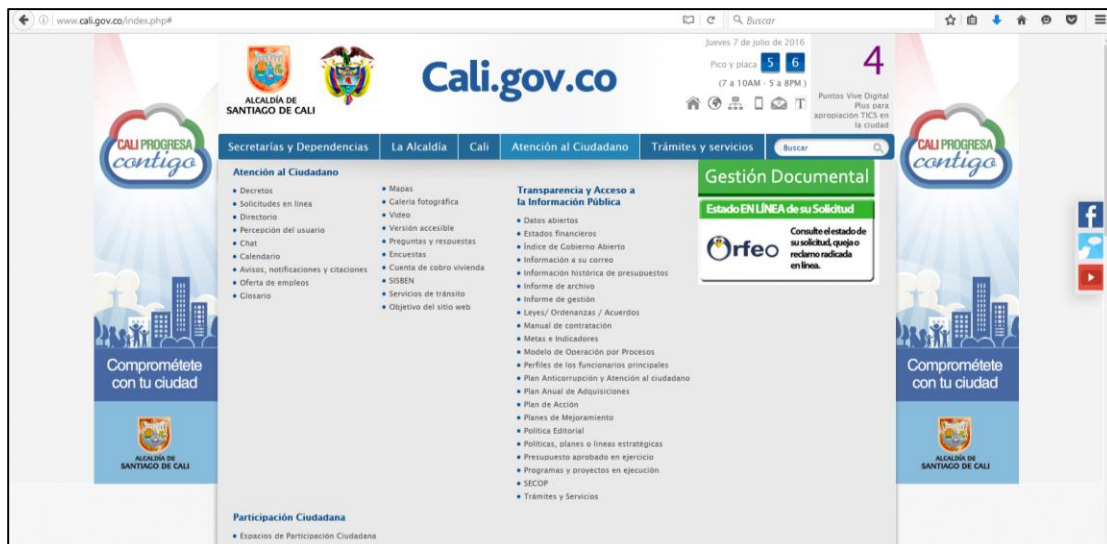 www.cali.gov.co/index.php#
Buscar
ALCALDÍA DE
SANTIAGO DE CALI
Cali.gov.co
Jueves 7 de julio de 2016
Pico y placa 5 6
(7 a 10AM - 5 a 8PM )
4
Puntos Vive Digital
Plus para
apropiación TICS en
la ciudad
Secretarías y Dependencias
La Alcaldía
Cali
Atención al Ciudadano
Trámites y servicios
Buscar
Atención al Ciudadano
Decretos
Solicitudes en línea
Directorio
Percepción del usuario
Chat
Calendario
Avisos, notificaciones y citaciones
Oferta de empleos
Glosario
Mapas
Galería fotográfica
Video
Versión accesible
Preguntas y respuestas
Encuestas
Cuenta de cobro vivienda
SISBEN
Servicios de tránsito
Objetivo del sitio web
Transparencia y Acceso a
la Información Pública
Datos abiertos
Estados financieros
Índice de Gobierno Abierto
Información a su correo
Información histórica de presupuestos
Informe de archivo
Informe de gestión
Leyes/ Ordenanzas / Acuerdos
Manual de contratación
Metas e Indicadores
Modelo de Operación por Procesos
Perfiles de los funcionarios principales
Plan Anticorrupción y Atención al ciudadano
Plan Anual de Adquisiciones
Plan de Acción
Planes de Mejoramiento
Política Editorial
Políticas, planes o líneas estratégicas
Presupuesto aprobado en ejercicio
Programas y proyectos en ejecución
SECOP
Trámites y Servicios
Gestión Documental
Estado EN LÍNEA de su Solicitud
Orfeo
Consulte el estado de
su solicitud, queja o
reclamo radicada
en línea.
Participación Ciudadana
Espacios de Participación Ciudadana
CALI PROGRESA
contigo
Comprométete
con tu ciudad
ALCALDÍA DE
SANTIAGO DE CALI
CALI PROGRESA
contigo
Comprométete
con tu ciudad
ALCALDÍA DE
SANTIAGO DE CALI